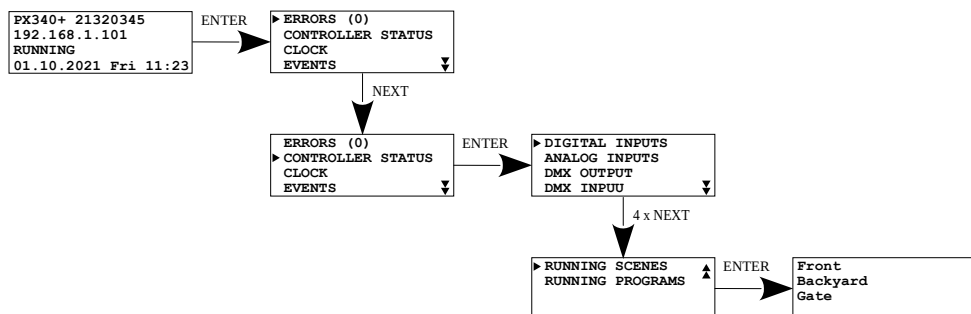 PX340+ 21320345
192.168.1.101
RUNNING
01.10.2021 Fri 11:23
ENTER
ERRORS (0)
CONTROLLER STATUS
CLOCK
EVENTS
NEXT
ERRORS (0)
CONTROLLER STATUS
CLOCK
EVENTS
ENTER
DIGITAL INPUTS
ANALOG INPUTS
DMX OUTPUT
DMX INPUU
4 x NEXT
RUNNING SCENES
RUNNING PROGRAMS
ENTER
Front
Backyard
Gate